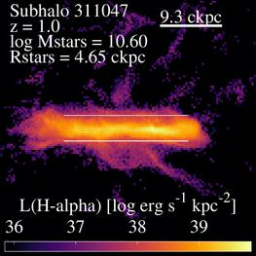 Subhalo 311047
z = 1.0
log Mstars = 10.60
Rstars = 4.65 ckpc
9.3 ckpc
L(H-alpha) [log erg s⁻¹ kpc⁻²]
36 37 38 39